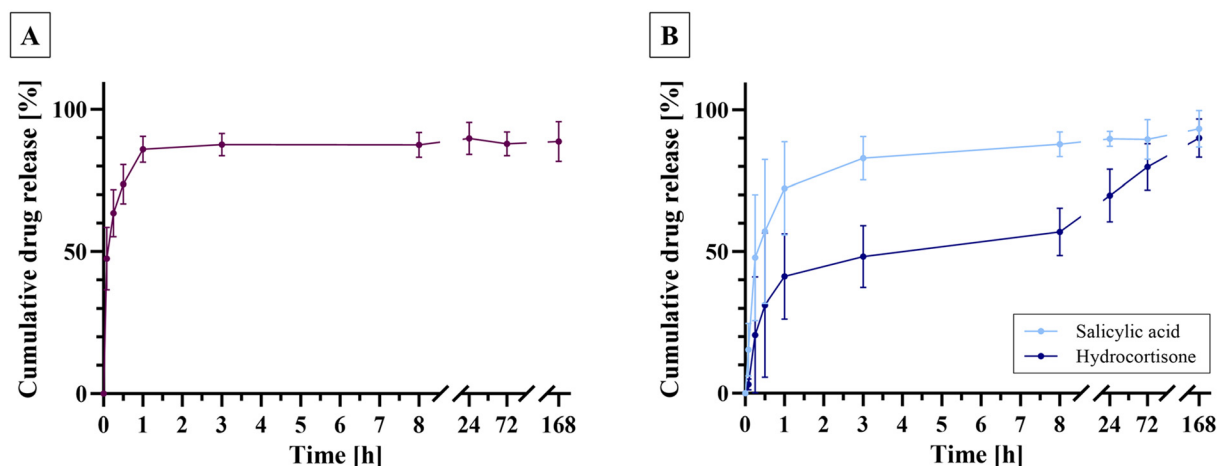 A
Cumulative drug release [%]
100
50
0
0 1 2 3 4 5 6 7 8 24 72 168
Time [h]
B
Cumulative drug release [%]
100
50
0
0 1 2 3 4 5 6 7 8 24 72 168
Time [h]
Salicylic acid
Hydrocortisone